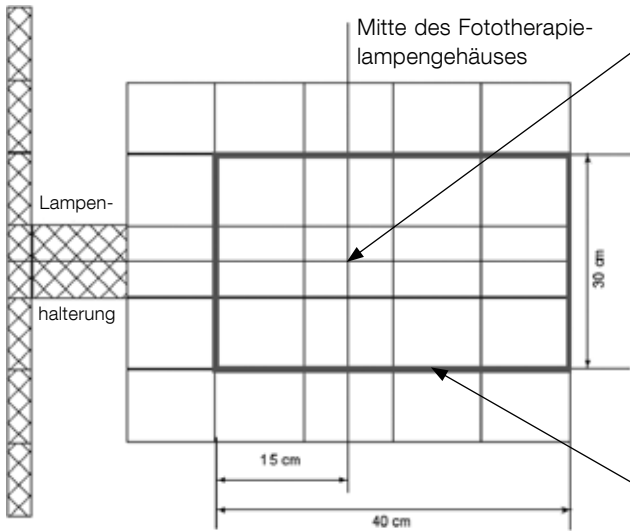 Mitte des Fototherapie-
lampengehäuses
Lampen-
halterung
30 cm
15 cm
40 cm